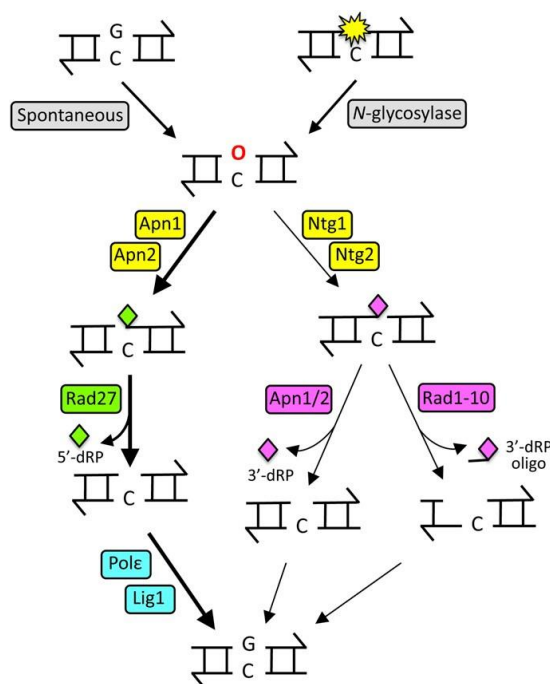 G
C
C
Spontaneous
N-glycosylase
O
C
Apn1
Apn2
Ntg1
Ntg2
C
C
Rad27
Apn1/2
Rad1-10
5′-dRP
3′-dRP
3′-dRP
oligo
C
C
C
Polε
Lig1
G
C